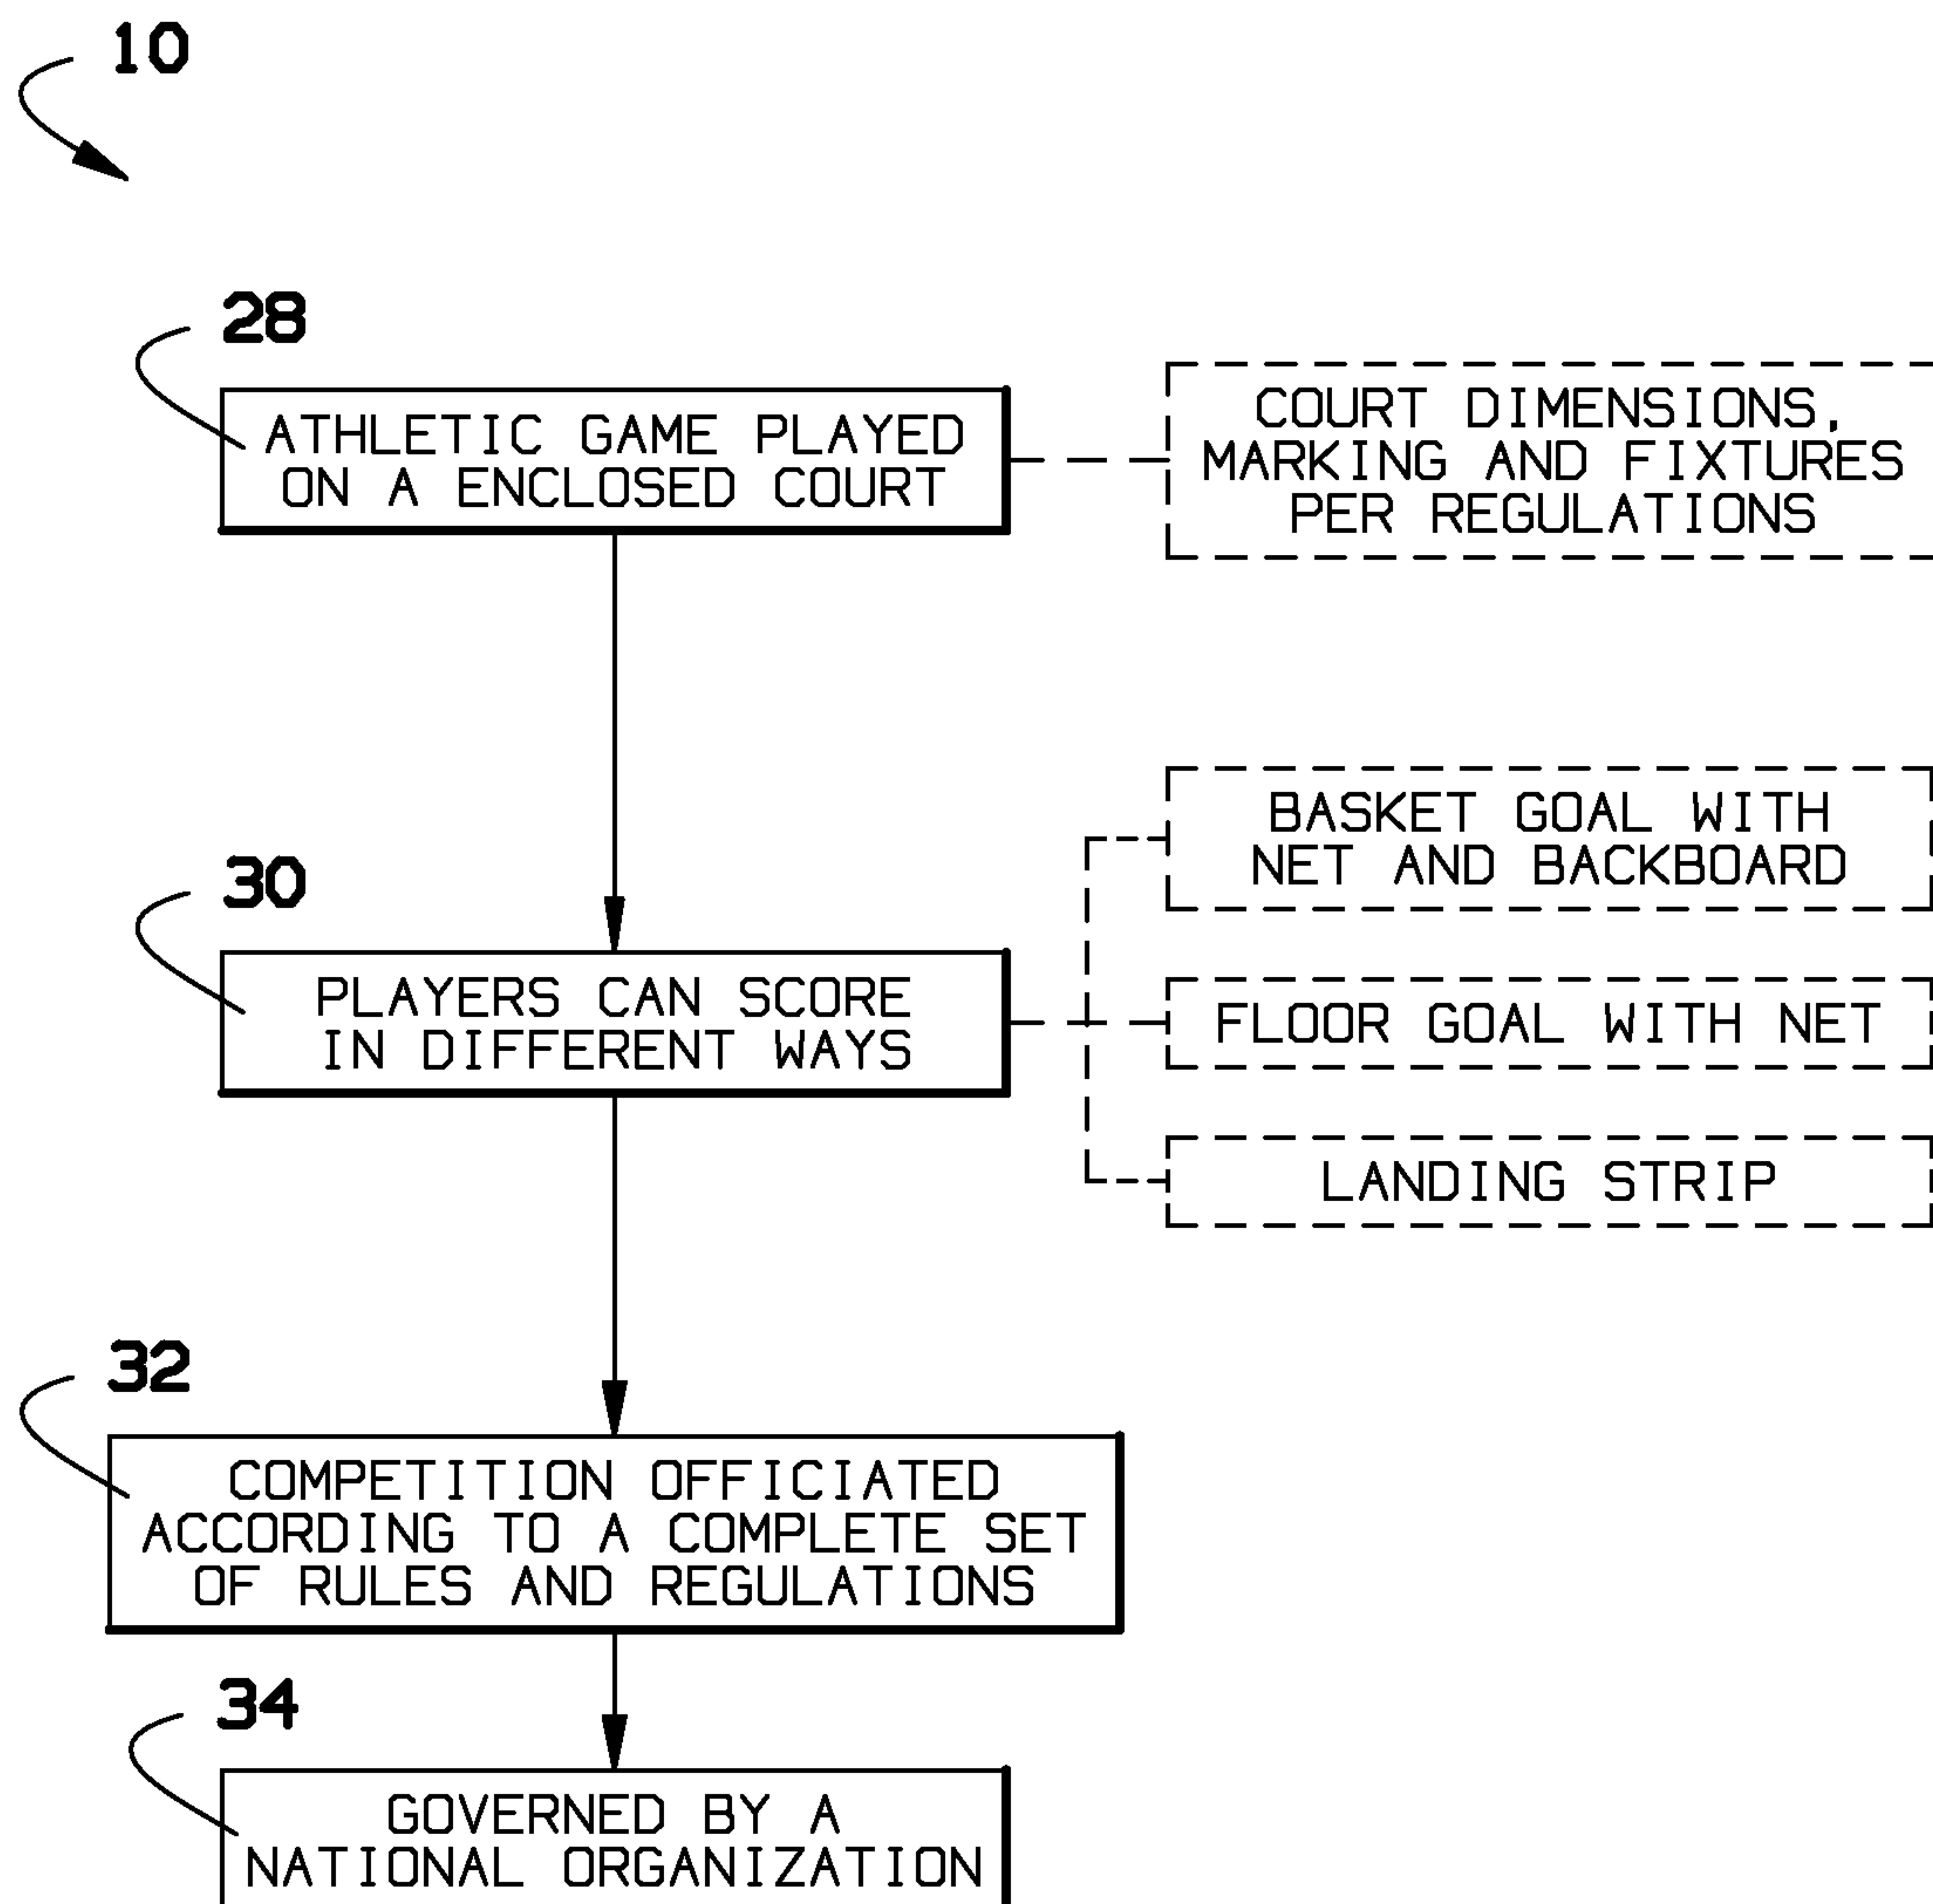 10
28
ATHLETIC GAME PLAYED
ON A ENCLOSED COURT
COURT DIMENSIONS,
MARKING AND FIXTURES
PER REGULATIONS
30
PLAYERS CAN SCORE
IN DIFFERENT WAYS
BASKET GOAL WITH
NET AND BACKBOARD
FLOOR GOAL WITH NET
LANDING STRIP
32
COMPETITION OFFICIATED
ACCORDING TO A COMPLETE SET
OF RULES AND REGULATIONS
34
GOVERNED BY A
NATIONAL ORGANIZATION